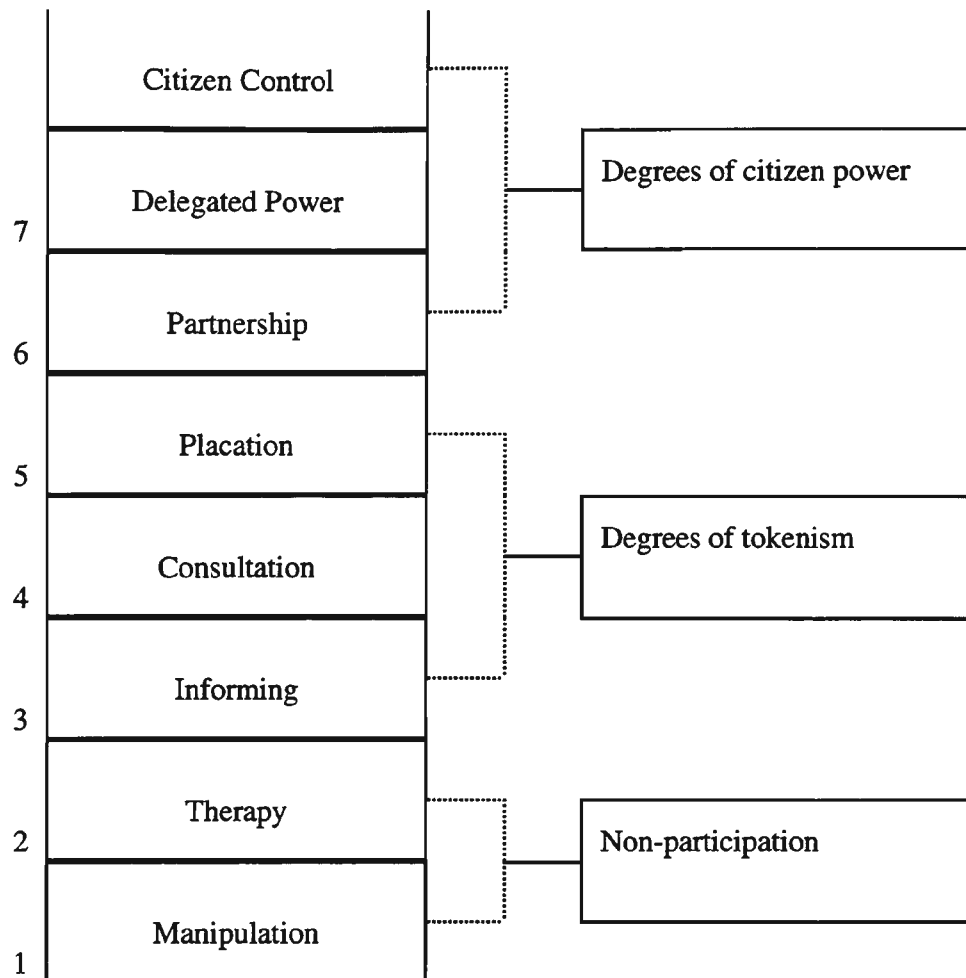 Citizen Control
Degrees of citizen power
Delegated Power
7
Partnership
6
Placation
5
Degrees of tokenism
Consultation
4
Informing
3
Therapy
2
Non-participation
Manipulation
1